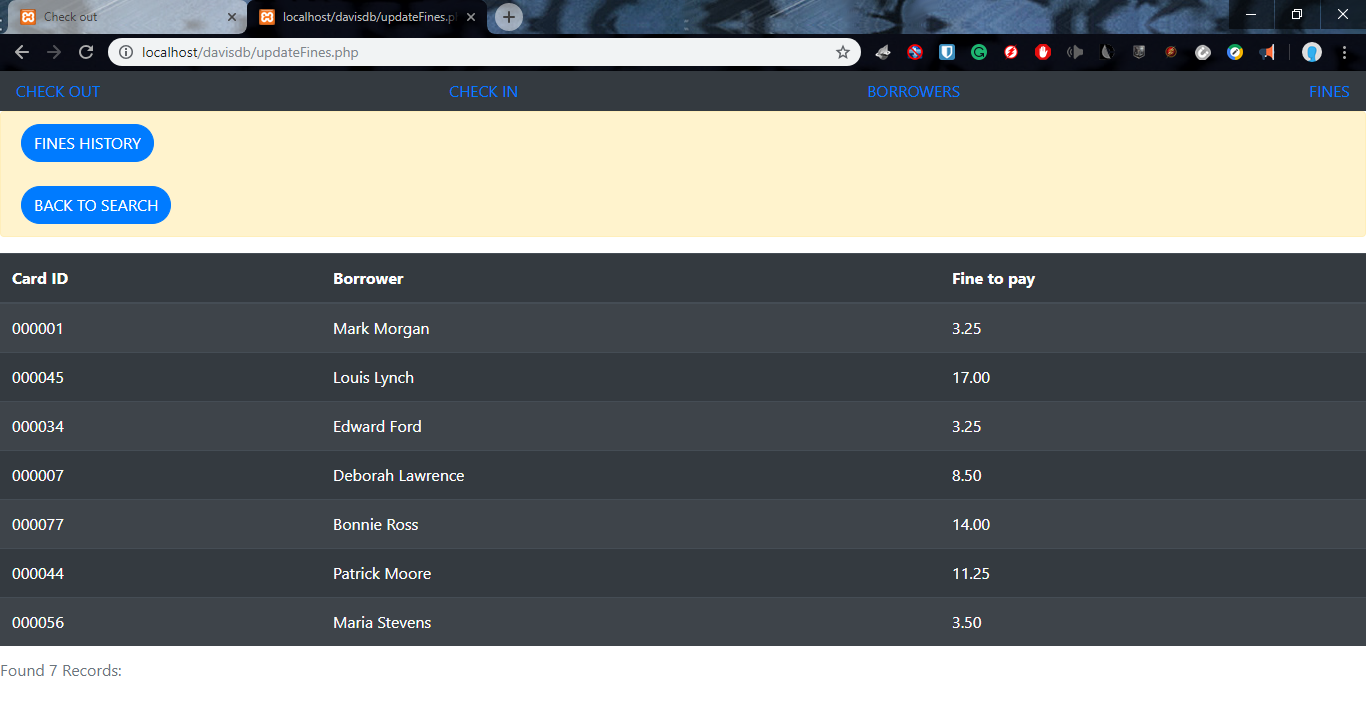 Check out
localhost/davisdb/updateFines.p
localhost/davisdb/updateFines.php
CHECK OUT CHECK IN BORROWERS FINES
FINES HISTORY
BACK TO SEARCH
Card ID Borrower Fine to pay
000001 Mark Morgan 3.25
000045 Louis Lynch 17.00
000034 Edward Ford 3.25
000007 Deborah Lawrence 8.50
000077 Bonnie Ross 14.00
000044 Patrick Moore 11.25
000056 Maria Stevens 3.50
Found 7 Records: